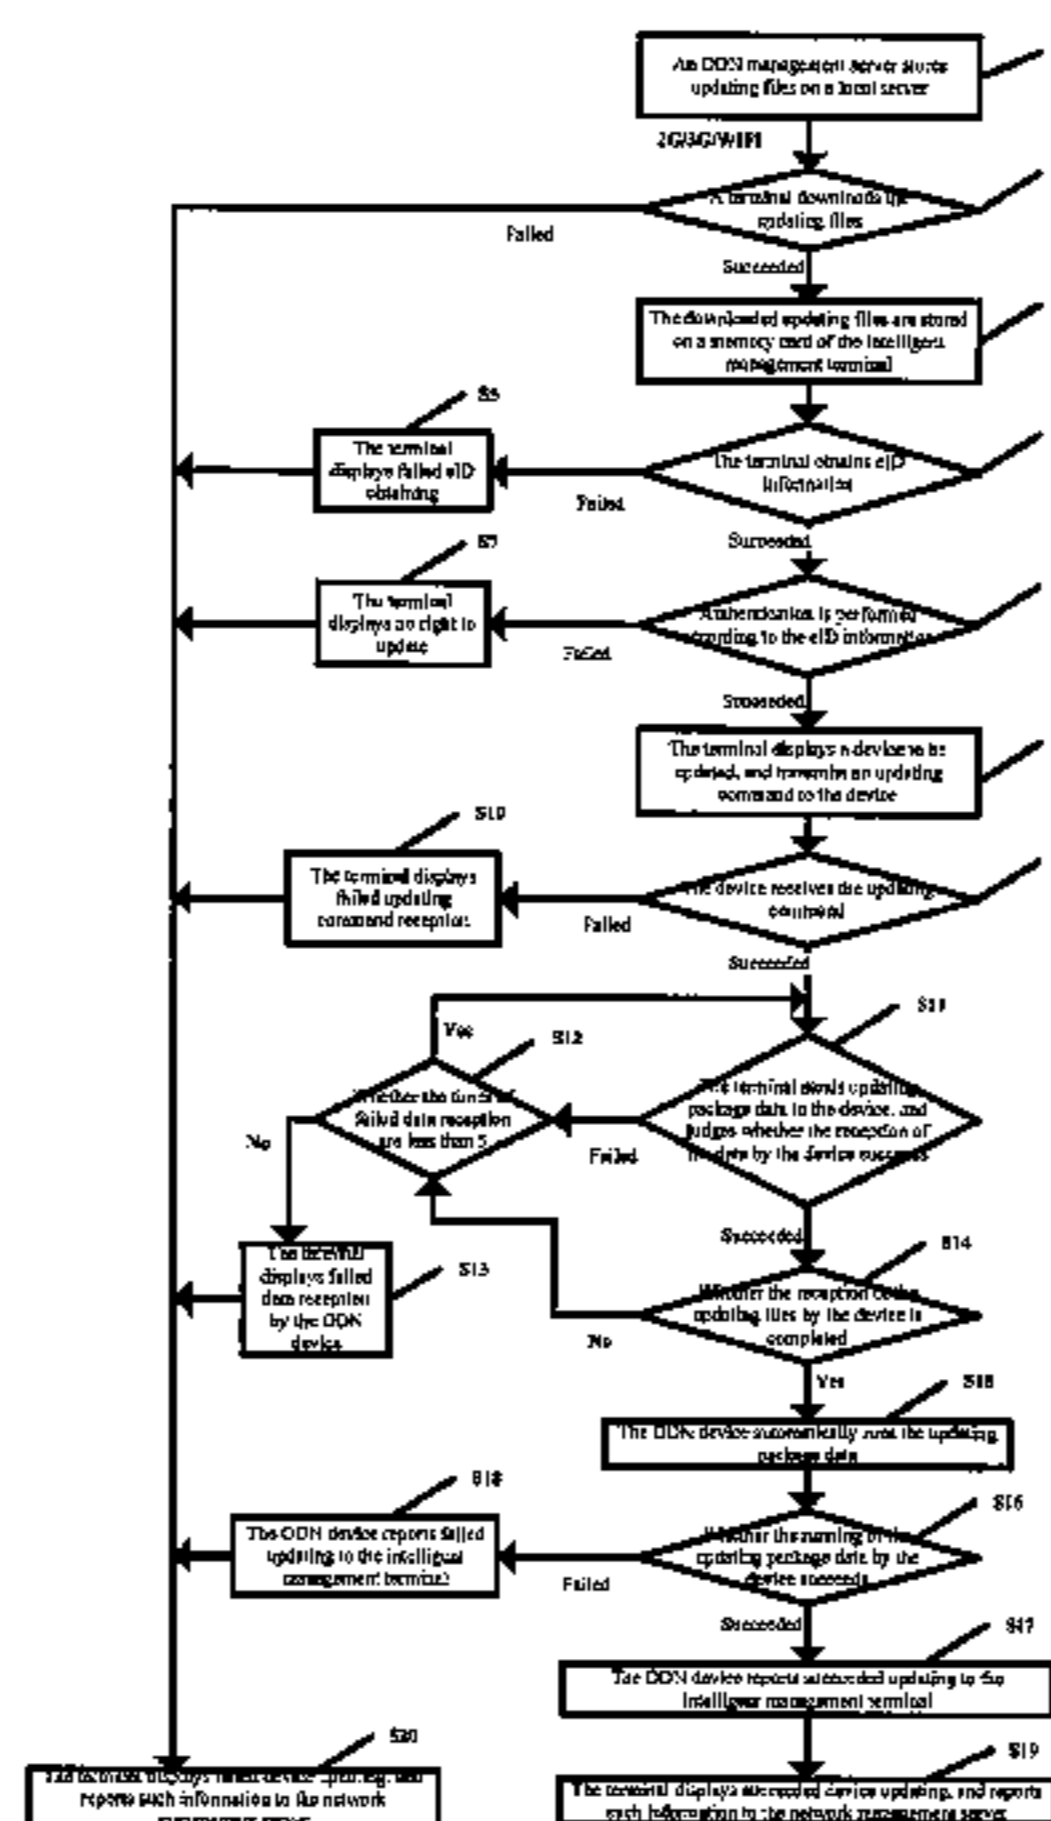 An ODN management server stores
updating files on a local server
2G/3G/WIFI
A terminal downloads the
updating files
Failed
Succeeded
The downloaded updating files are stored
on a memory card of the intelligent
management terminal
S5
The terminal
displays failed eID
obtaining
The terminal obtains eID
information
Failed
Succeeded
S7
The terminal
displays no right to
update
Authentication is performed
according to the eID information
Failed
Succeeded
The terminal displays a device to be
updated, and transmits an updating
command to the device
S10
The terminal displays
failed updating
command reception
The device receives the updating
command
Failed
Succeeded
S11
Yes
S12
Whether the times of
failed data reception
are less than 5
The terminal sends updating
package data to the device, and
judges whether the reception of
the data by the device succeeds
No
Failed
Succeeded
S14
S13
The terminal
displays failed
data reception
by the ODN
device
Whether the reception of the
updating files by the device is
completed
No
Yes
The ODN device automatically runs the updating
package data
S18
S16
The ODN device reports failed
updating to the intelligent
management terminal
Whether the running of the
updating package data by the
device succeeds
Failed
Succeeded
S17
The ODN device reports succeeded updating to the
intelligent management terminal
S20
S19
The terminal displays failed device updating, and
reports such information to the network
management server
The terminal displays succeeded device updating, and reports
such information to the network management server